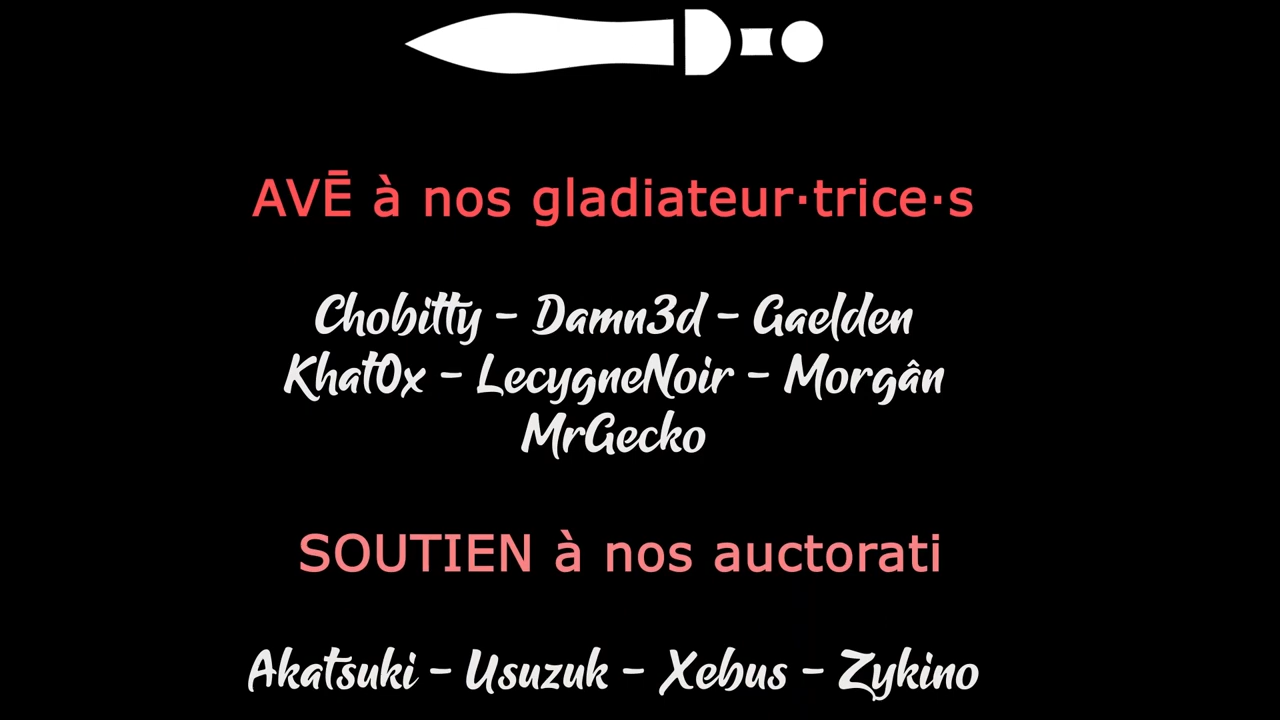 AVĒ à nos gladiateur·trice·s
Chobitty - Damn3d - Gaelden
Khat0x - LecygneNoir - Morgân
MrGecko
SOUTIEN à nos auctorati
Akatsuki - Usuzuk - Xebus - Zykino